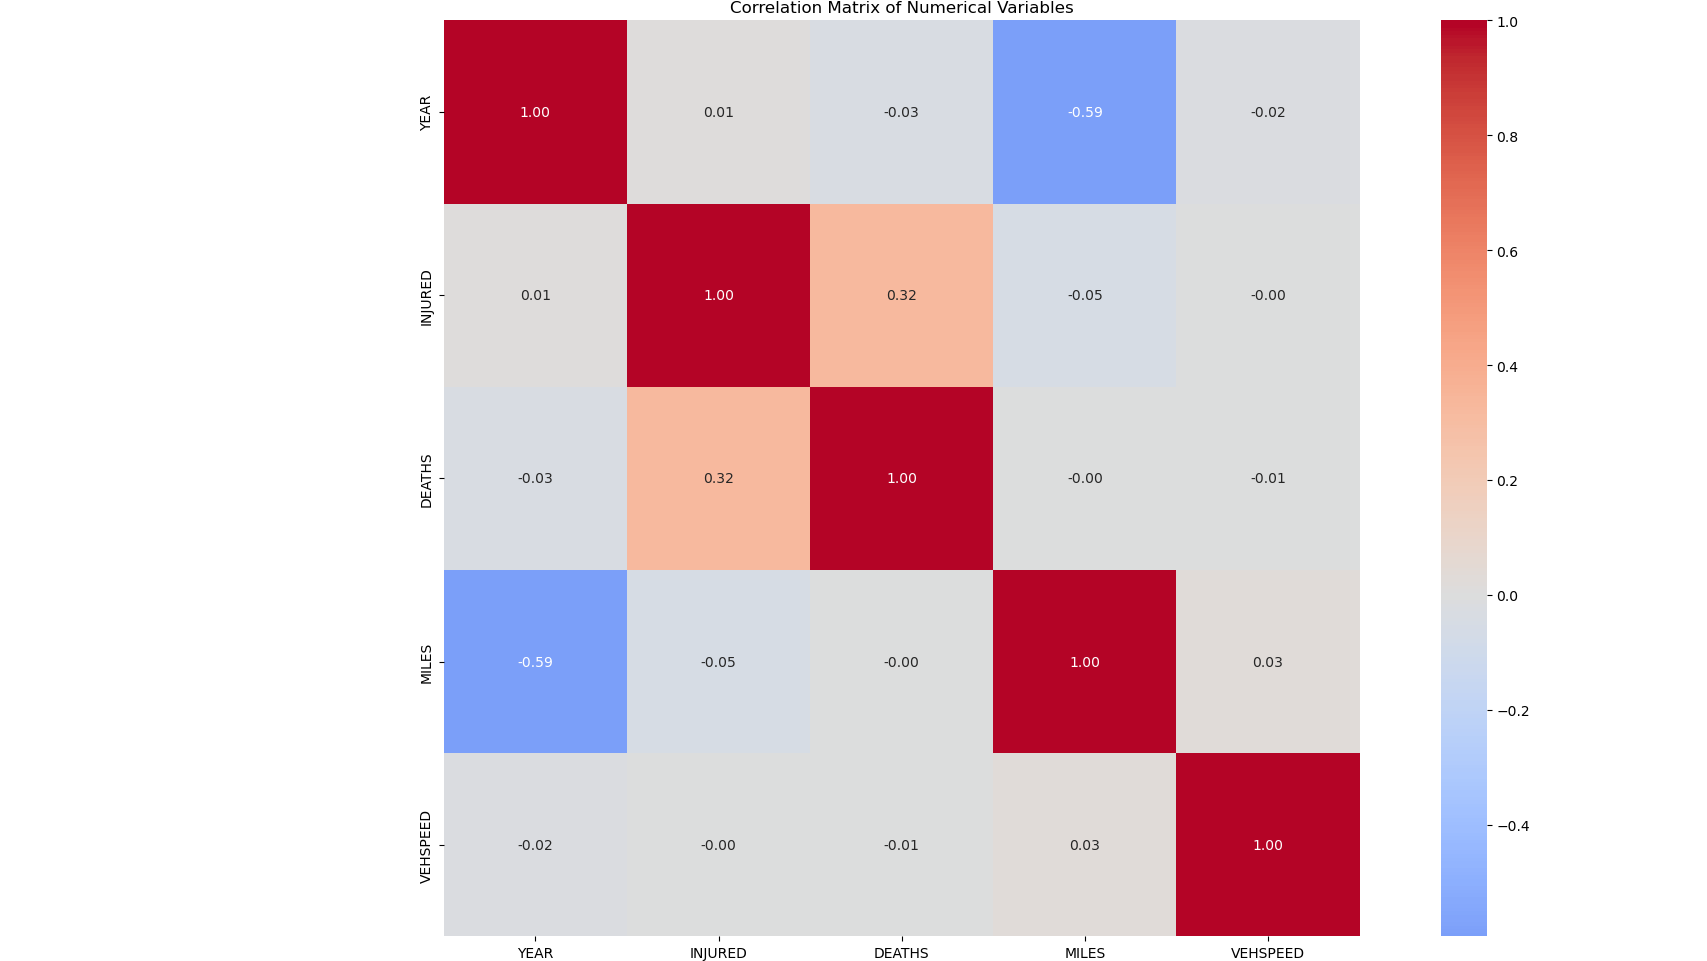 Correlation Matrix of Numerical Variables
YEAR 1.00 0.01 -0.03 -0.59 -0.02
INJURED 0.01 1.00 0.32 -0.05 -0.00
DEATHS -0.03 0.32 1.00 -0.00 -0.01
MILES -0.59 -0.05 -0.00 1.00 0.03
VEHSPEED -0.02 -0.00 -0.01 0.03 1.00
YEAR INJURED DEATHS MILES VEHSPEED
1.0
0.8
0.6
0.4
0.2
0.0
−0.2
−0.4